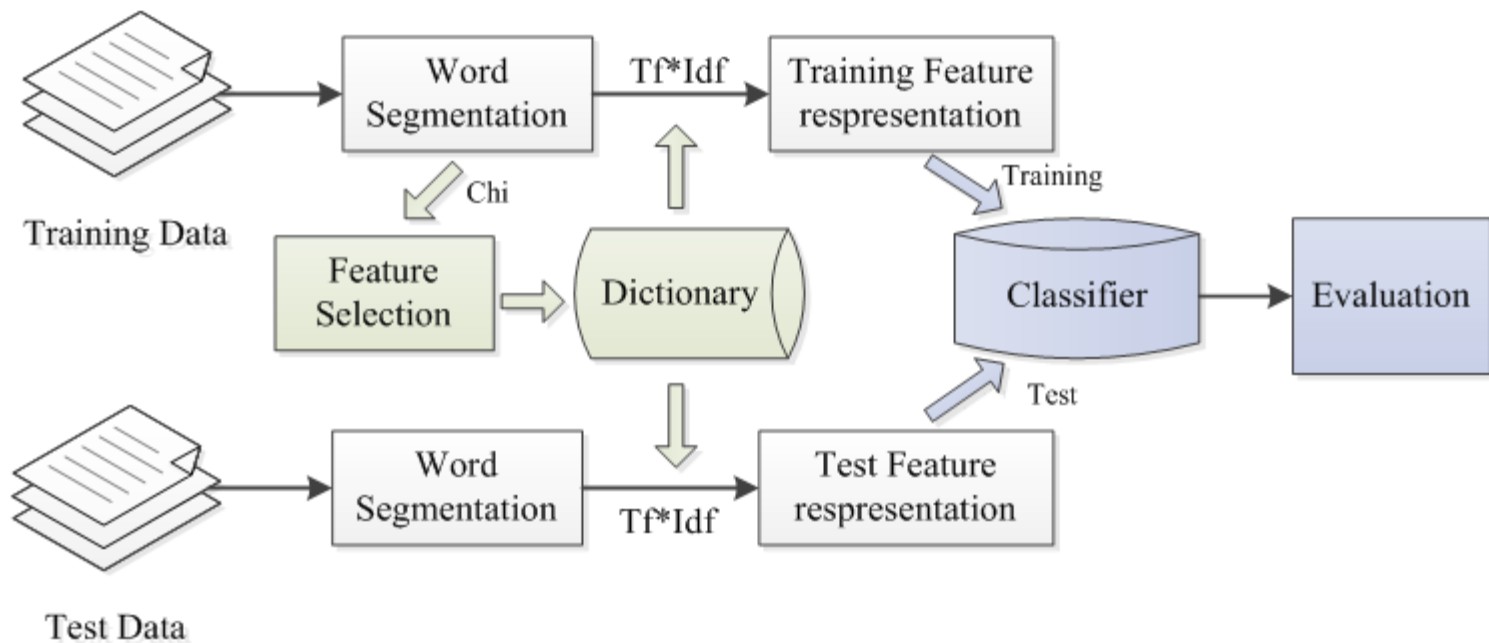 Word
Segmentation
Tf*Idf
Training Feature
respresentation
Training Data
Chi
Training
Feature
Selection
Dictionary
Classifier
Evaluation
Test
Word
Segmentation
Tf*Idf
Test Feature
respresentation
Test Data